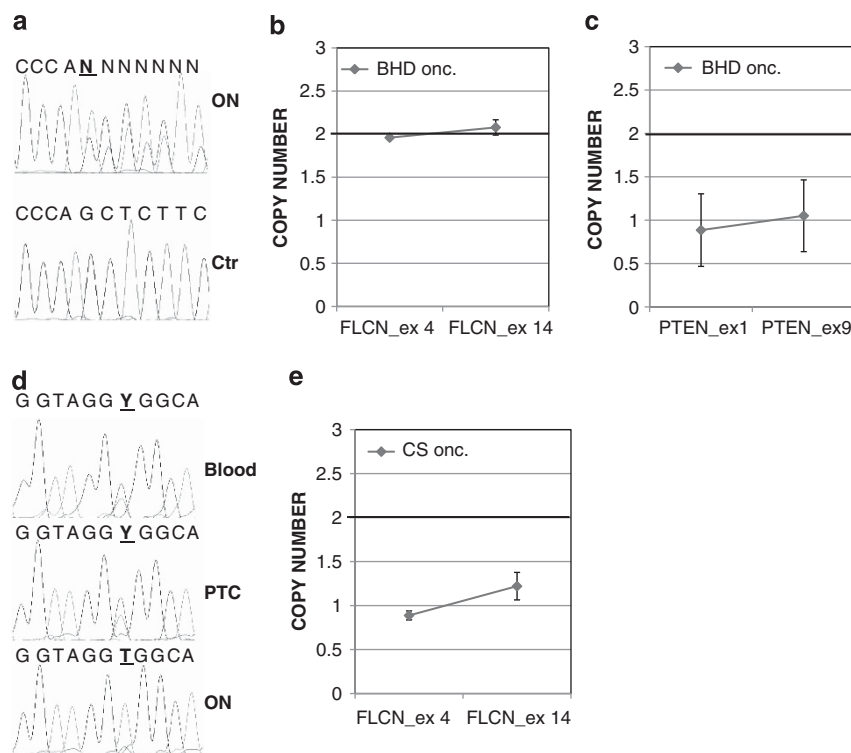 a
CCC A N N N N N N N
ON
CCCA G C T C T T C
Ctr
b
3
2.5
2
1.5
1
0.5
0
COPY NUMBER
BHD onc.
FLCN_ex 4 FLCN_ex 14
c
3
2.5
2
1.5
1
0.5
0
COPY NUMBER
BHD onc.
PTEN_ex1 PTEN_ex9
d
G GTAGG Y GGCA
Blood
G GTAGG Y GGCA
PTC
G GTAGG TGGCA
ON
e
3
2.5
2
1.5
1
0.5
0
COPY NUMBER
CS onc.
FLCN_ex 4 FLCN_ex 14